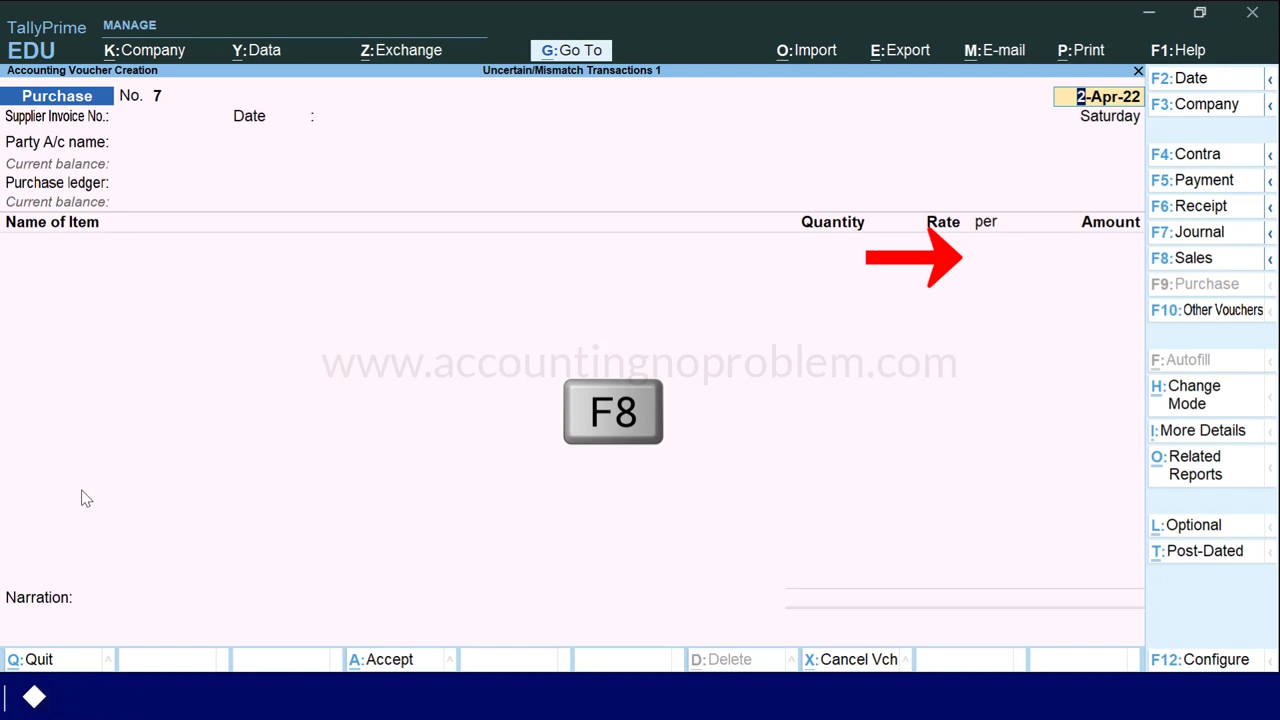 TallyPrime
EDU
MANAGE
K:Company
Y:Data
Z:Exchange
G:Go To
O:Import
E:Export
M:E-mail
P:Print
F1:Help
Accounting Voucher Creation
Uncertain/Mismatch Transactions 1
Purchase No. 7
2-Apr-22
Supplier Invoice No.:
Date :
Saturday
Party A/c name:
Current balance:
Purchase ledger:
Current balance:
Name of Item
Quantity
Rate per
Amount
www.accountingnoproblem.com
F8
Narration:
F2:Date
F3:Company
F4:Contra
F5:Payment
F6:Receipt
F7:Journal
F8:Sales
F9:Purchase
F10:Other Vouchers
F:Autofill
H:Change
Mode
I:More Details
O:Related
Reports
L:Optional
T:Post-Dated
Q:Quit
A:Accept
D:Delete
X:Cancel Vch
F12:Configure